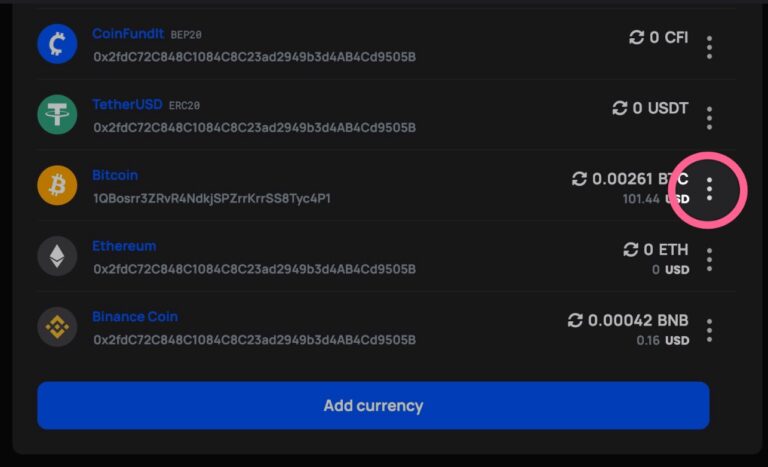 CoinFundIt BEP20
0x2fdC72C848C1084C8C23ad2949b3d4AB4Cd9505B
0 CFI
TetherUSD ERC20
0x2fdC72C848C1084C8C23ad2949b3d4AB4Cd9505B
0 USDT
Bitcoin
1QBosrr3ZRvR4NdkjSPZrrKrrSS8Tyc4P1
0.00261 BTC
101.44 USD
Ethereum
0x2fdC72C848C1084C8C23ad2949b3d4AB4Cd9505B
0 ETH
0 USD
Binance Coin
0x2fdC72C848C1084C8C23ad2949b3d4AB4Cd9505B
0.00042 BNB
0.16 USD
Add currency